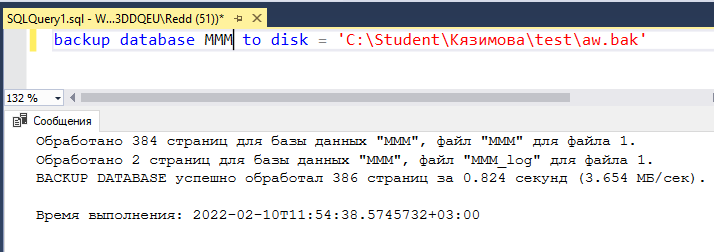 SQLQuery1.sql - W...3DDQEU\Redd (51))*
backup database MMM to disk = 'C:\Student\Кязимова\test\aw.bak'
132 %
Сообщения
Обработано 384 страниц для базы данных "MMM", файл "MMM" для файла 1.
Обработано 2 страниц для базы данных "MMM", файл "MMM_log" для файла 1.
BACKUP DATABASE успешно обработал 386 страниц за 0.824 секунд (3.654 МБ/сек).
Время выполнения: 2022-02-10T11:54:38.5745732+03:00